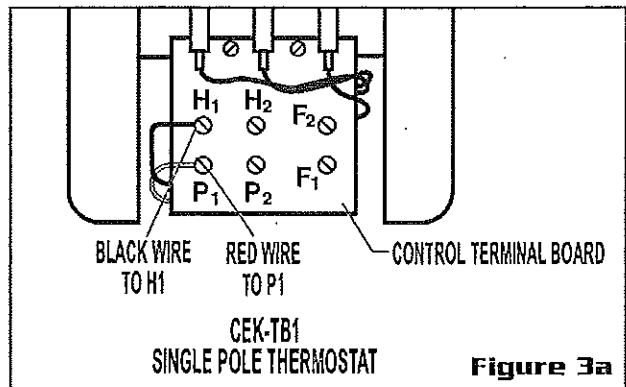 H1 H2 F2
P1 P2 F1
BLACK WIRE
TO H1
RED WIRE
TO P1
CONTROL TERMINAL BOARD
CEK-TB1
SINGLE POLE THERMOSTAT
Figure 3a